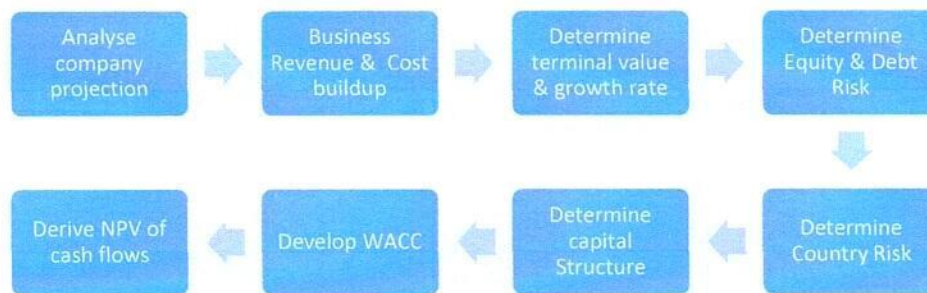 Analyse
company
projection
Business
Revenue & Cost
buildup
Determine
terminal value
& growth rate
Determine
Equity & Debt
Risk
Determine
Country Risk
Determine
capital
Structure
Develop WACC
Derive NPV of
cash flows